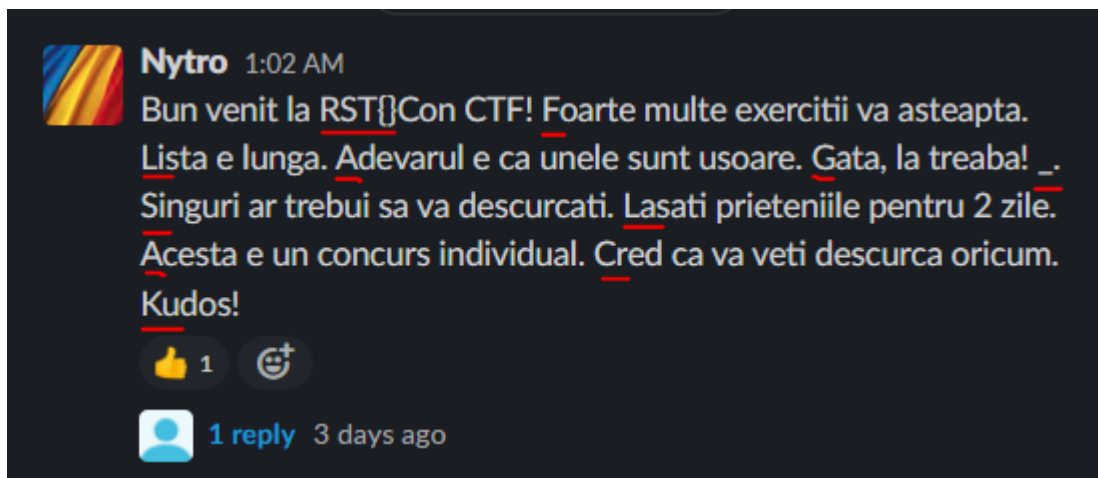 Nytro 1:02 AM
Bun venit la RST{}Con CTF! Foarte multe exercitii va asteapta.
Lista e lunga. Adevarul e ca unele sunt usoare. Gata, la treaba! _.
Singuri ar trebui sa va descurcati. Lasati prieteniile pentru 2 zile.
Acesta e un concurs individual. Cred ca va veti descurca oricum.
Kudos!
👍 1
1 reply 3 days ago